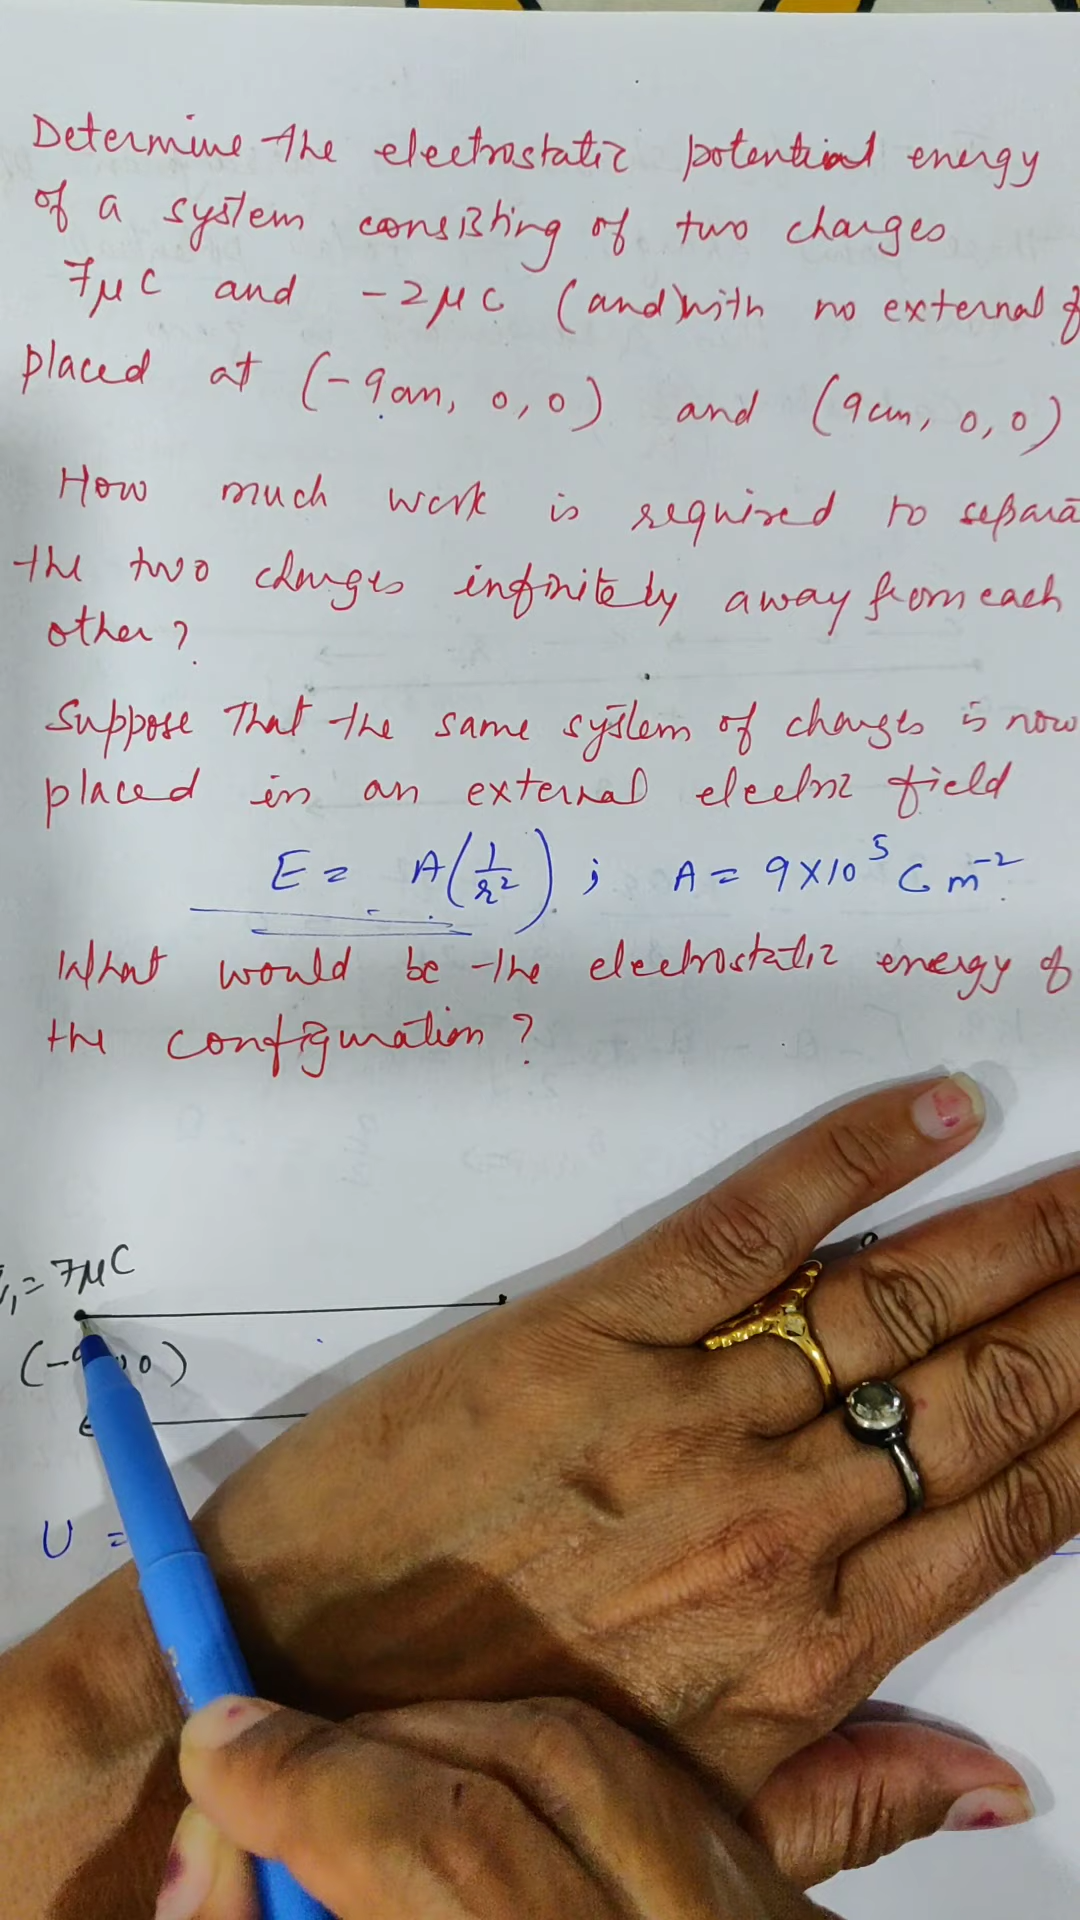 Determine the electrostatic potential energy
of a system consisting of two charges
7μC and -2μC (and) with no external f
placed at (-9cm, 0,0) and (9cm, 0,0)
How much work is required to separa
the two charges infinitely away from each
other?
Suppose that the same system of charges is now
placed in an external electric field
E = A(1/r²) ; A = 9×10⁵ C m⁻²
What would be the electrostatic energy of
the configuration?
= 7μC
(-9 0)
U =